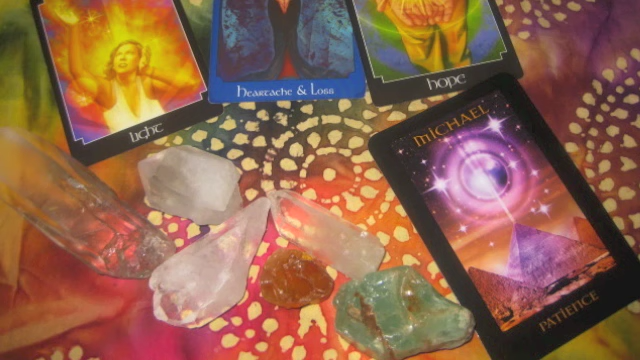 Light
Heartache & Loss
Hope
Michael
Patience